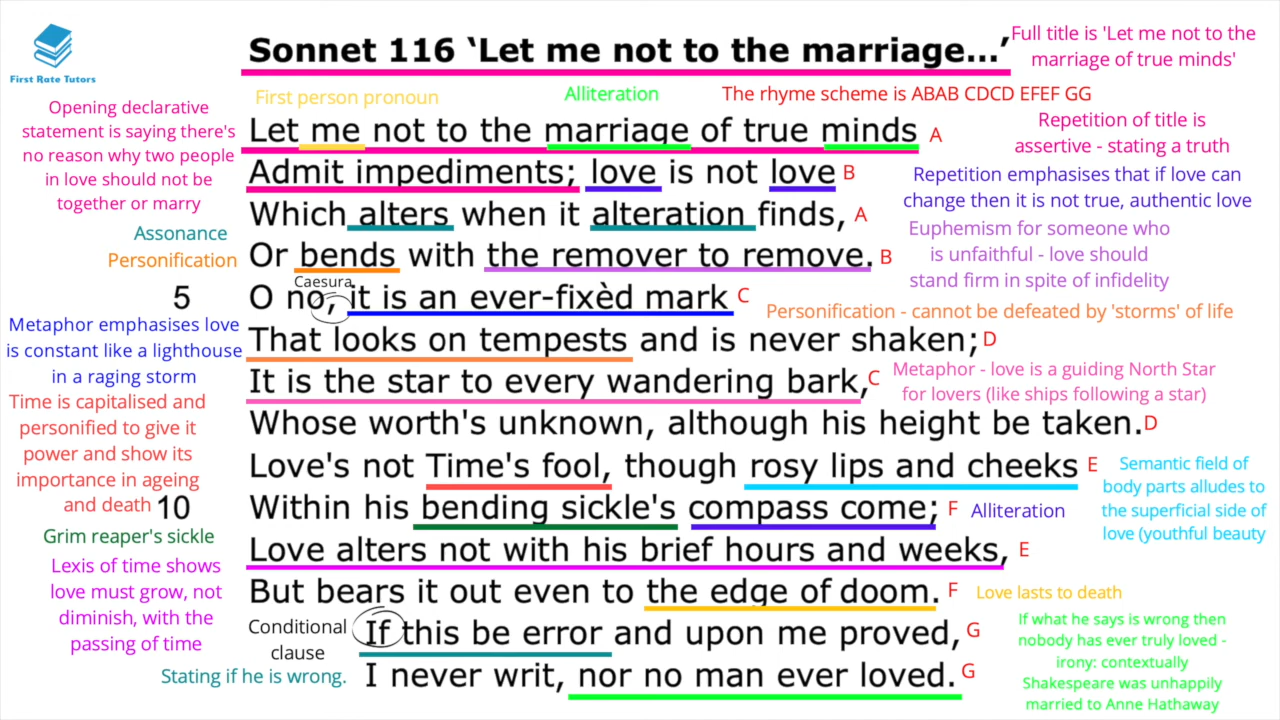 First Rate Tutors
Sonnet 116 ‘Let me not to the marriage...’
Full title is 'Let me not to the
marriage of true minds'
First person pronoun
Alliteration
The rhyme scheme is ABAB CDCD EFEF GG
Opening declarative
statement is saying there's
no reason why two people
in love should not be
together or marry
Let me not to the marriage of true minds A
Repetition of title is
assertive - stating a truth
Admit impediments; love is not love B
Repetition emphasises that if love can
change then it is not true, authentic love
Which alters when it alteration finds, A
Assonance
Personification
Or bends with the remover to remove. B
Euphemism for someone who
is unfaithful - love should
stand firm in spite of infidelity
Caesura
5
O no, it is an ever-fixèd mark C
Personification - cannot be defeated by 'storms' of life
Metaphor emphasises love
is constant like a lighthouse
in a raging storm
That looks on tempests and is never shaken; D
It is the star to every wandering bark, C
Metaphor - love is a guiding North Star
for lovers (like ships following a star)
Time is capitalised and
personified to give it
power and show its
importance in ageing
and death
Whose worth's unknown, although his height be taken. D
Love's not Time's fool, though rosy lips and cheeks E
Semantic field of
body parts alludes to
the superficial side of
love (youthful beauty
10
Within his bending sickle's compass come; F
Alliteration
Grim reaper's sickle
Love alters not with his brief hours and weeks, E
Lexis of time shows
love must grow, not
diminish, with the
passing of time
But bears it out even to the edge of doom. F
Love lasts to death
Conditional
clause
If this be error and upon me proved, G
If what he says is wrong then
nobody has ever truly loved -
irony: contextually
Shakespeare was unhappily
married to Anne Hathaway
Stating if he is wrong.
I never writ, nor no man ever loved. G